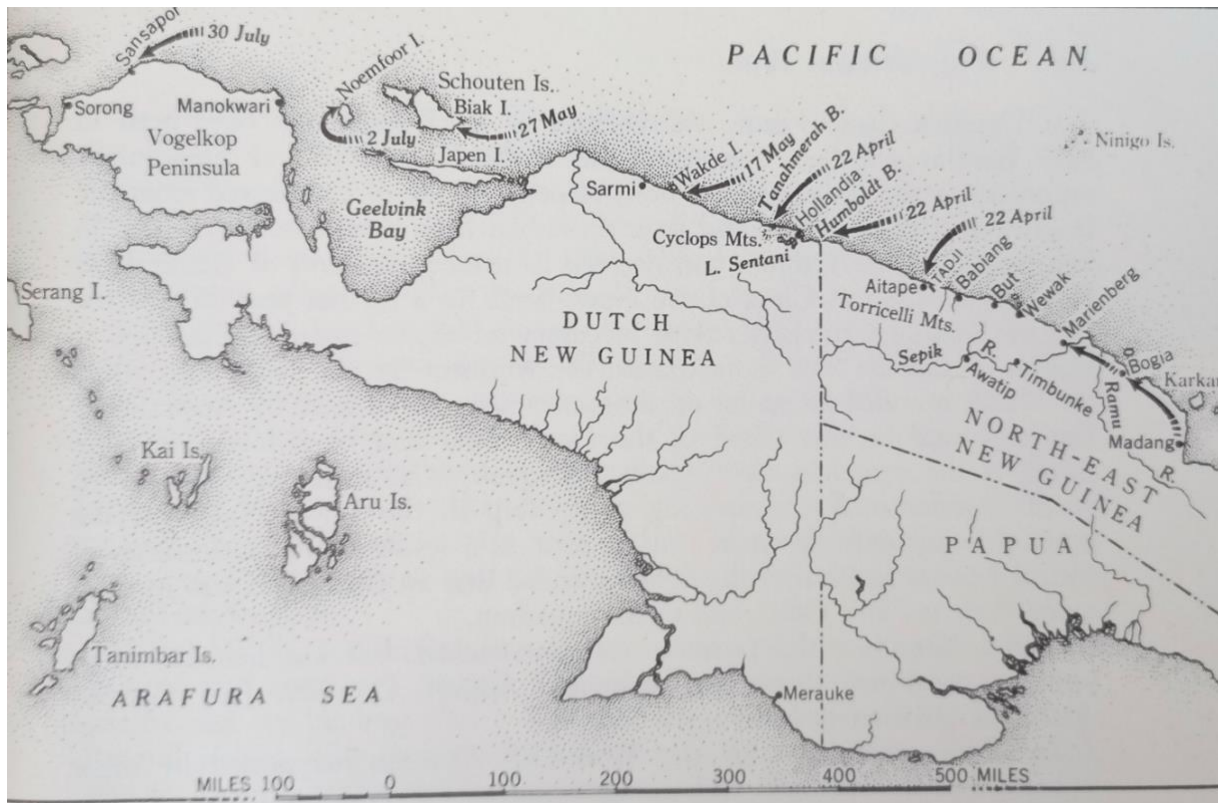 Sansapor
30 July
PACIFIC OCEAN
Noemfoor I.
Schouten Is.
Biak I.
27 May
Sorong
Manokwari
2 July
Japen I.
Vogelkop
Peninsula
Geelvink
Bay
Sarmi
Wakde I.
17 May
Tanahmerah B.
22 April
Hollandia
Humboldt B.
22 April
22 April
Ninigo Is.
Cyclops Mts.
L. Sentani
Aitape
TADJI
Babiang
But
Wewak
Marienberg
Torricelli Mts.
Serang I.
DUTCH
NEW GUINEA
Sepik R.
Awatip
Timbunke
Bogia
Karkar
Ramu R.
Madang
NORTH-EAST
NEW GUINEA
Kai Is.
Aru Is.
PAPUA
Tanimbar Is.
ARAFURA SEA
Merauke
MILES 100 0 100 200 300 400 500 MILES